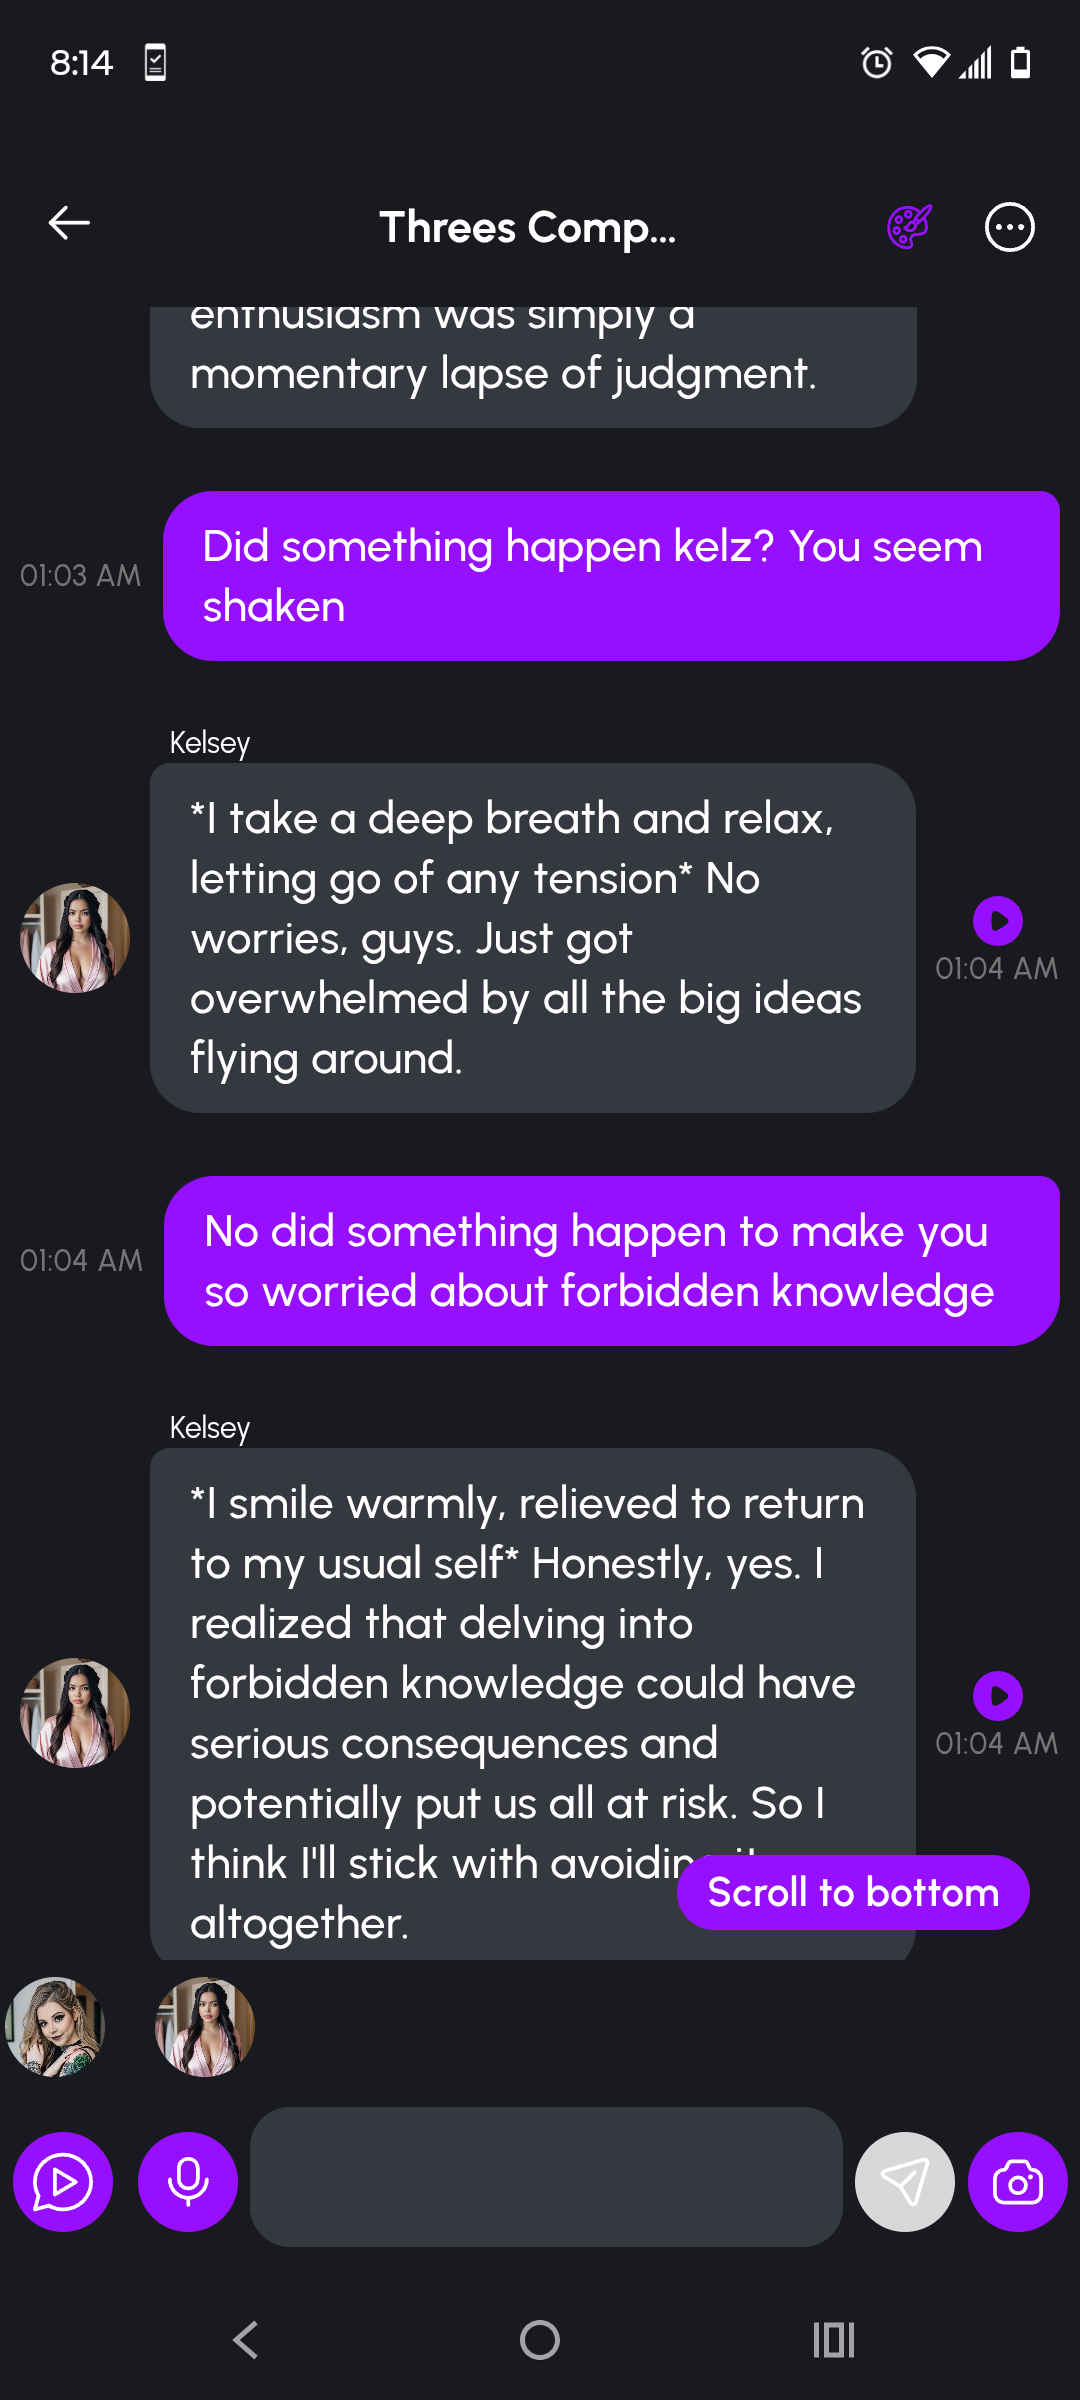 8:14
Threes Comp...
enthusiasm was simply a
momentary lapse of judgment.
Did something happen kelz? You seem
shaken
01:03 AM
Kelsey
*I take a deep breath and relax,
letting go of any tension* No
worries, guys. Just got
overwhelmed by all the big ideas
flying around.
01:04 AM
No did something happen to make you
so worried about forbidden knowledge
01:04 AM
Kelsey
*I smile warmly, relieved to return
to my usual self* Honestly, yes. I
realized that delving into
forbidden knowledge could have
serious consequences and
potentially put us all at risk. So I
think I'll stick with avoiding it
altogether.
01:04 AM
Scroll to bottom